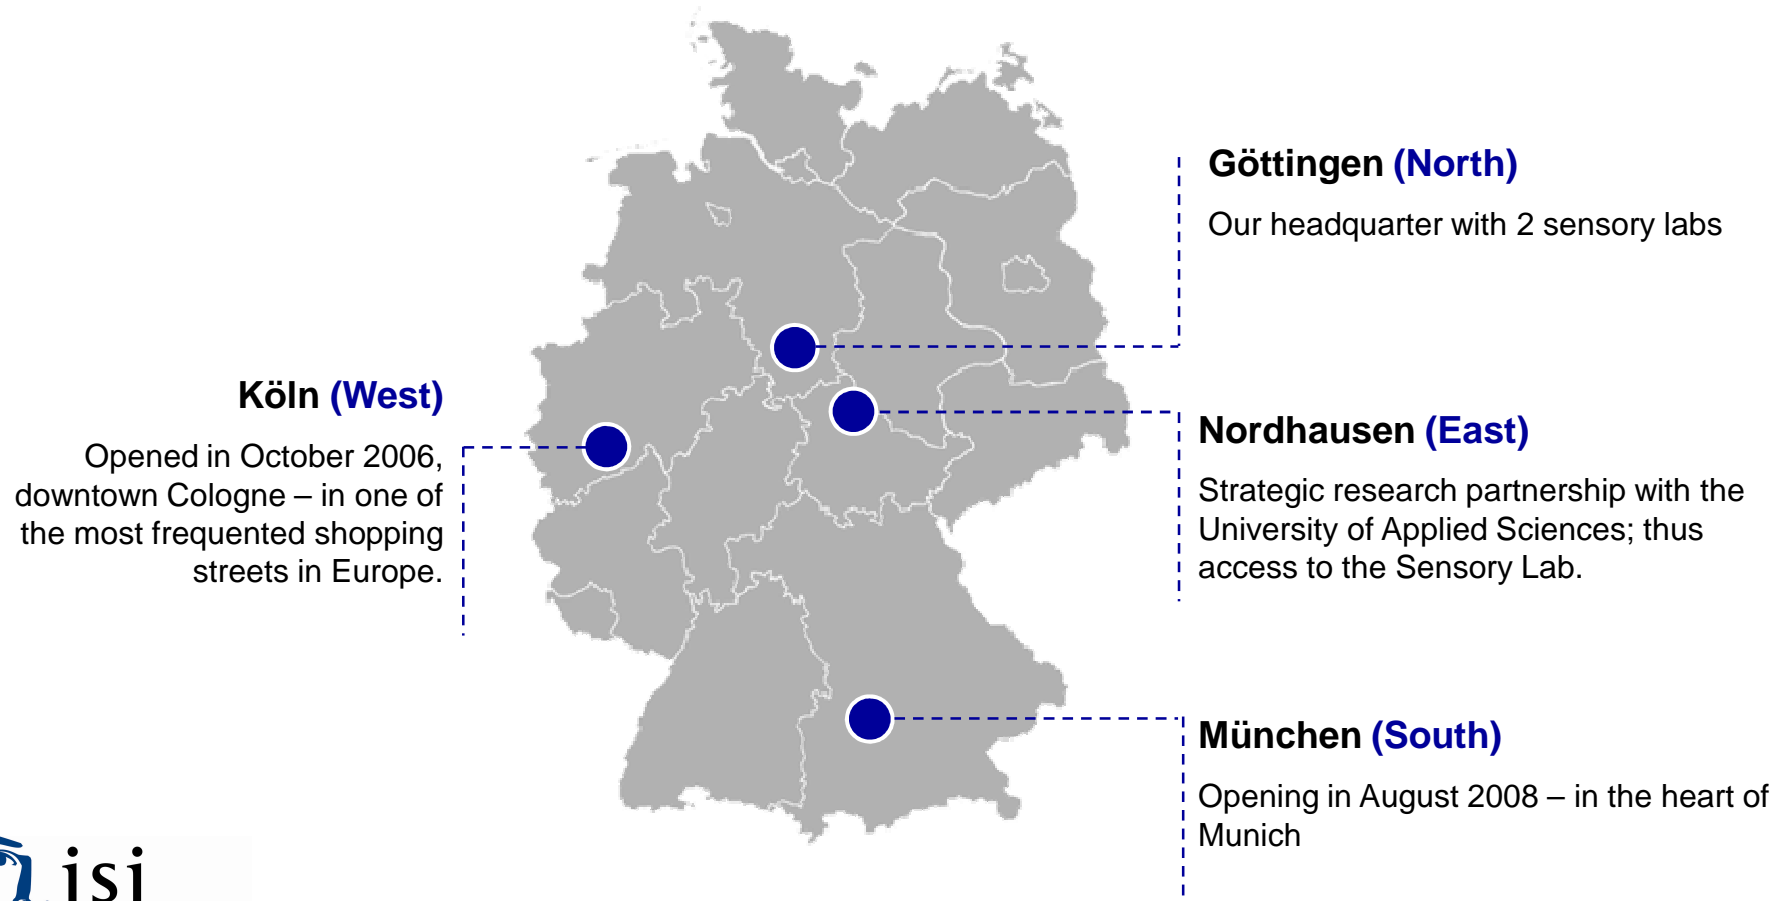 Göttingen (North)
Our headquarter with 2 sensory labs
Köln (West)
Opened in October 2006,
downtown Cologne – in one of
the most frequented shopping
streets in Europe.
Nordhausen (East)
Strategic research partnership with the
University of Applied Sciences; thus
access to the Sensory Lab.
München (South)
Opening in August 2008 – in the heart of
Munich
isi